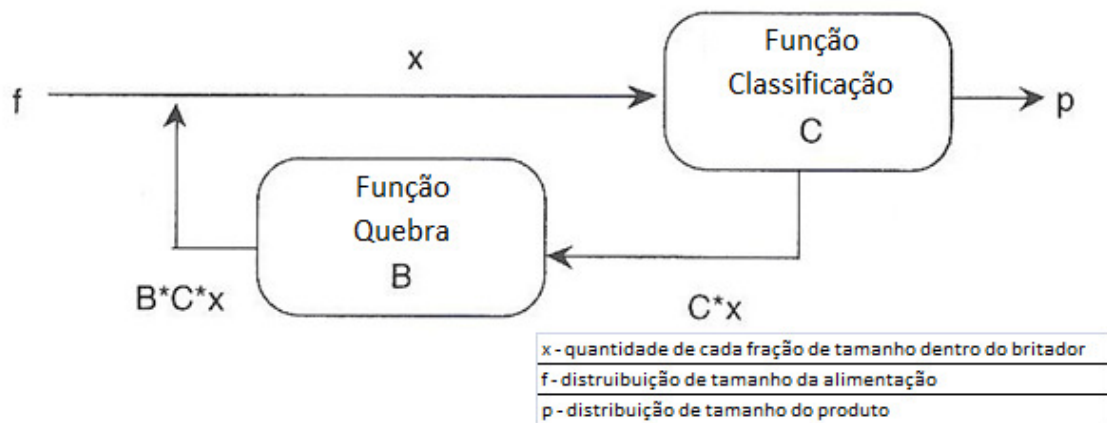 x
f
Função
Classificação
C
p
Função
Quebra
B
B*C*x
C*x
x - quantidade de cada fração de tamanho dentro do britador
f - distruibuição de tamanho da alimentação
p - distribuição de tamanho do produto